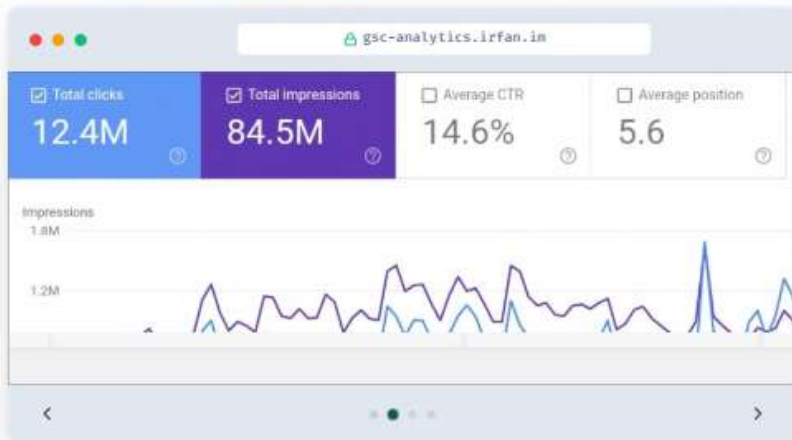 gsc-analytics.irfan.im
Total clicks
12.4M
Total impressions
84.5M
Average CTR
14.6%
Average position
5.6
Impressions
1.8M
1.2M